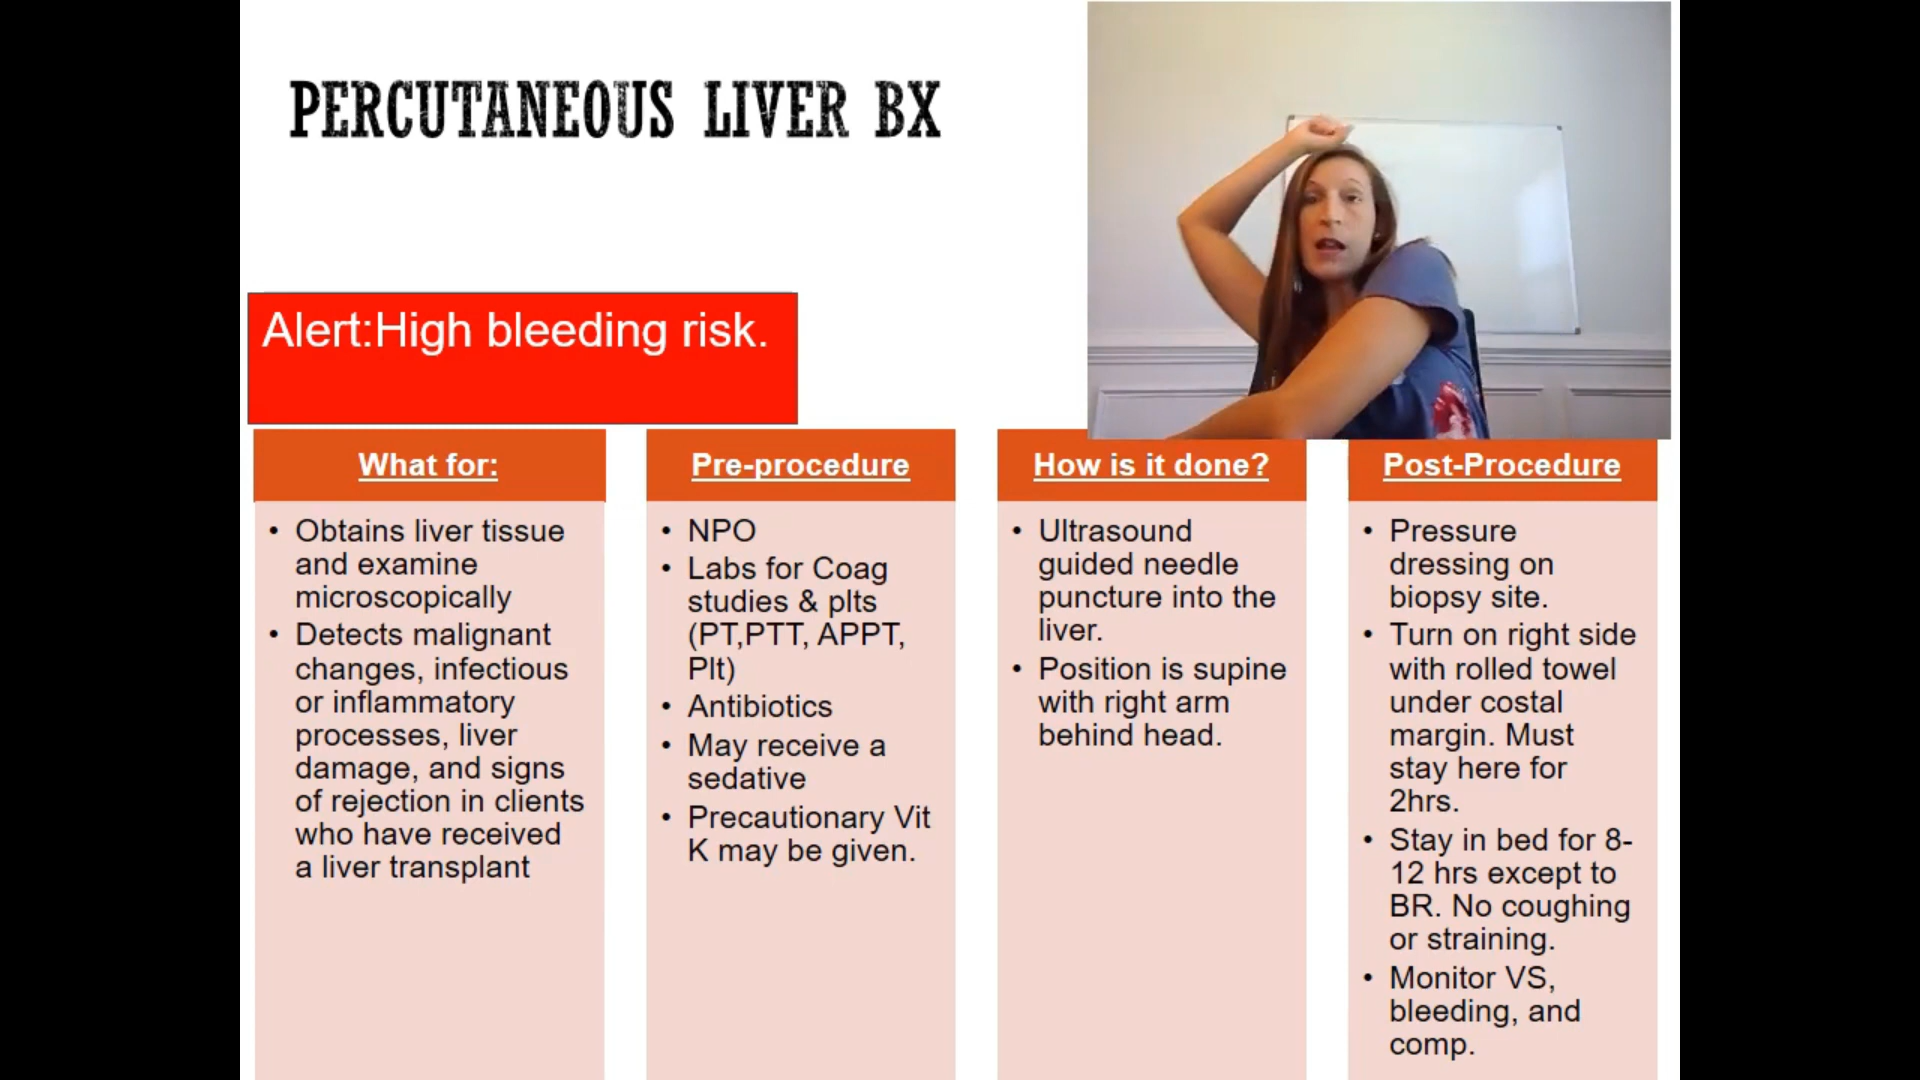 PERCUTANEOUS LIVER BX
Alert:High bleeding risk.
What for:
• Obtains liver tissue
and examine
microscopically
• Detects malignant
changes, infectious
or inflammatory
processes, liver
damage, and signs
of rejection in clients
who have received
a liver transplant
Pre-procedure
• NPO
• Labs for Coag
studies & plts
(PT,PTT, APPT,
Plt)
• Antibiotics
• May receive a
sedative
• Precautionary Vit
K may be given.
How is it done?
• Ultrasound
guided needle
puncture into the
liver.
• Position is supine
with right arm
behind head.
Post-Procedure
• Pressure
dressing on
biopsy site.
• Turn on right side
with rolled towel
under costal
margin. Must
stay here for
2hrs.
• Stay in bed for 8-
12 hrs except to
BR. No coughing
or straining.
• Monitor VS,
bleeding, and
comp.